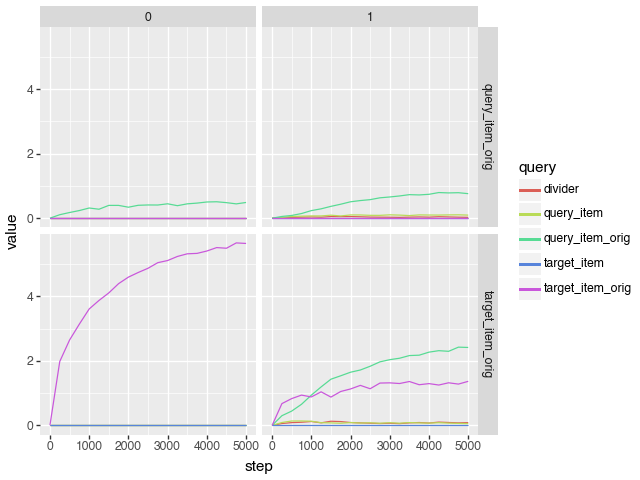 0
1
4
2
0
query_item_orig
4
2
0
target_item_orig
value
0 1000 2000 3000 4000 5000
0 1000 2000 3000 4000 5000
step
query
divider
query_item
query_item_orig
target_item
target_item_orig